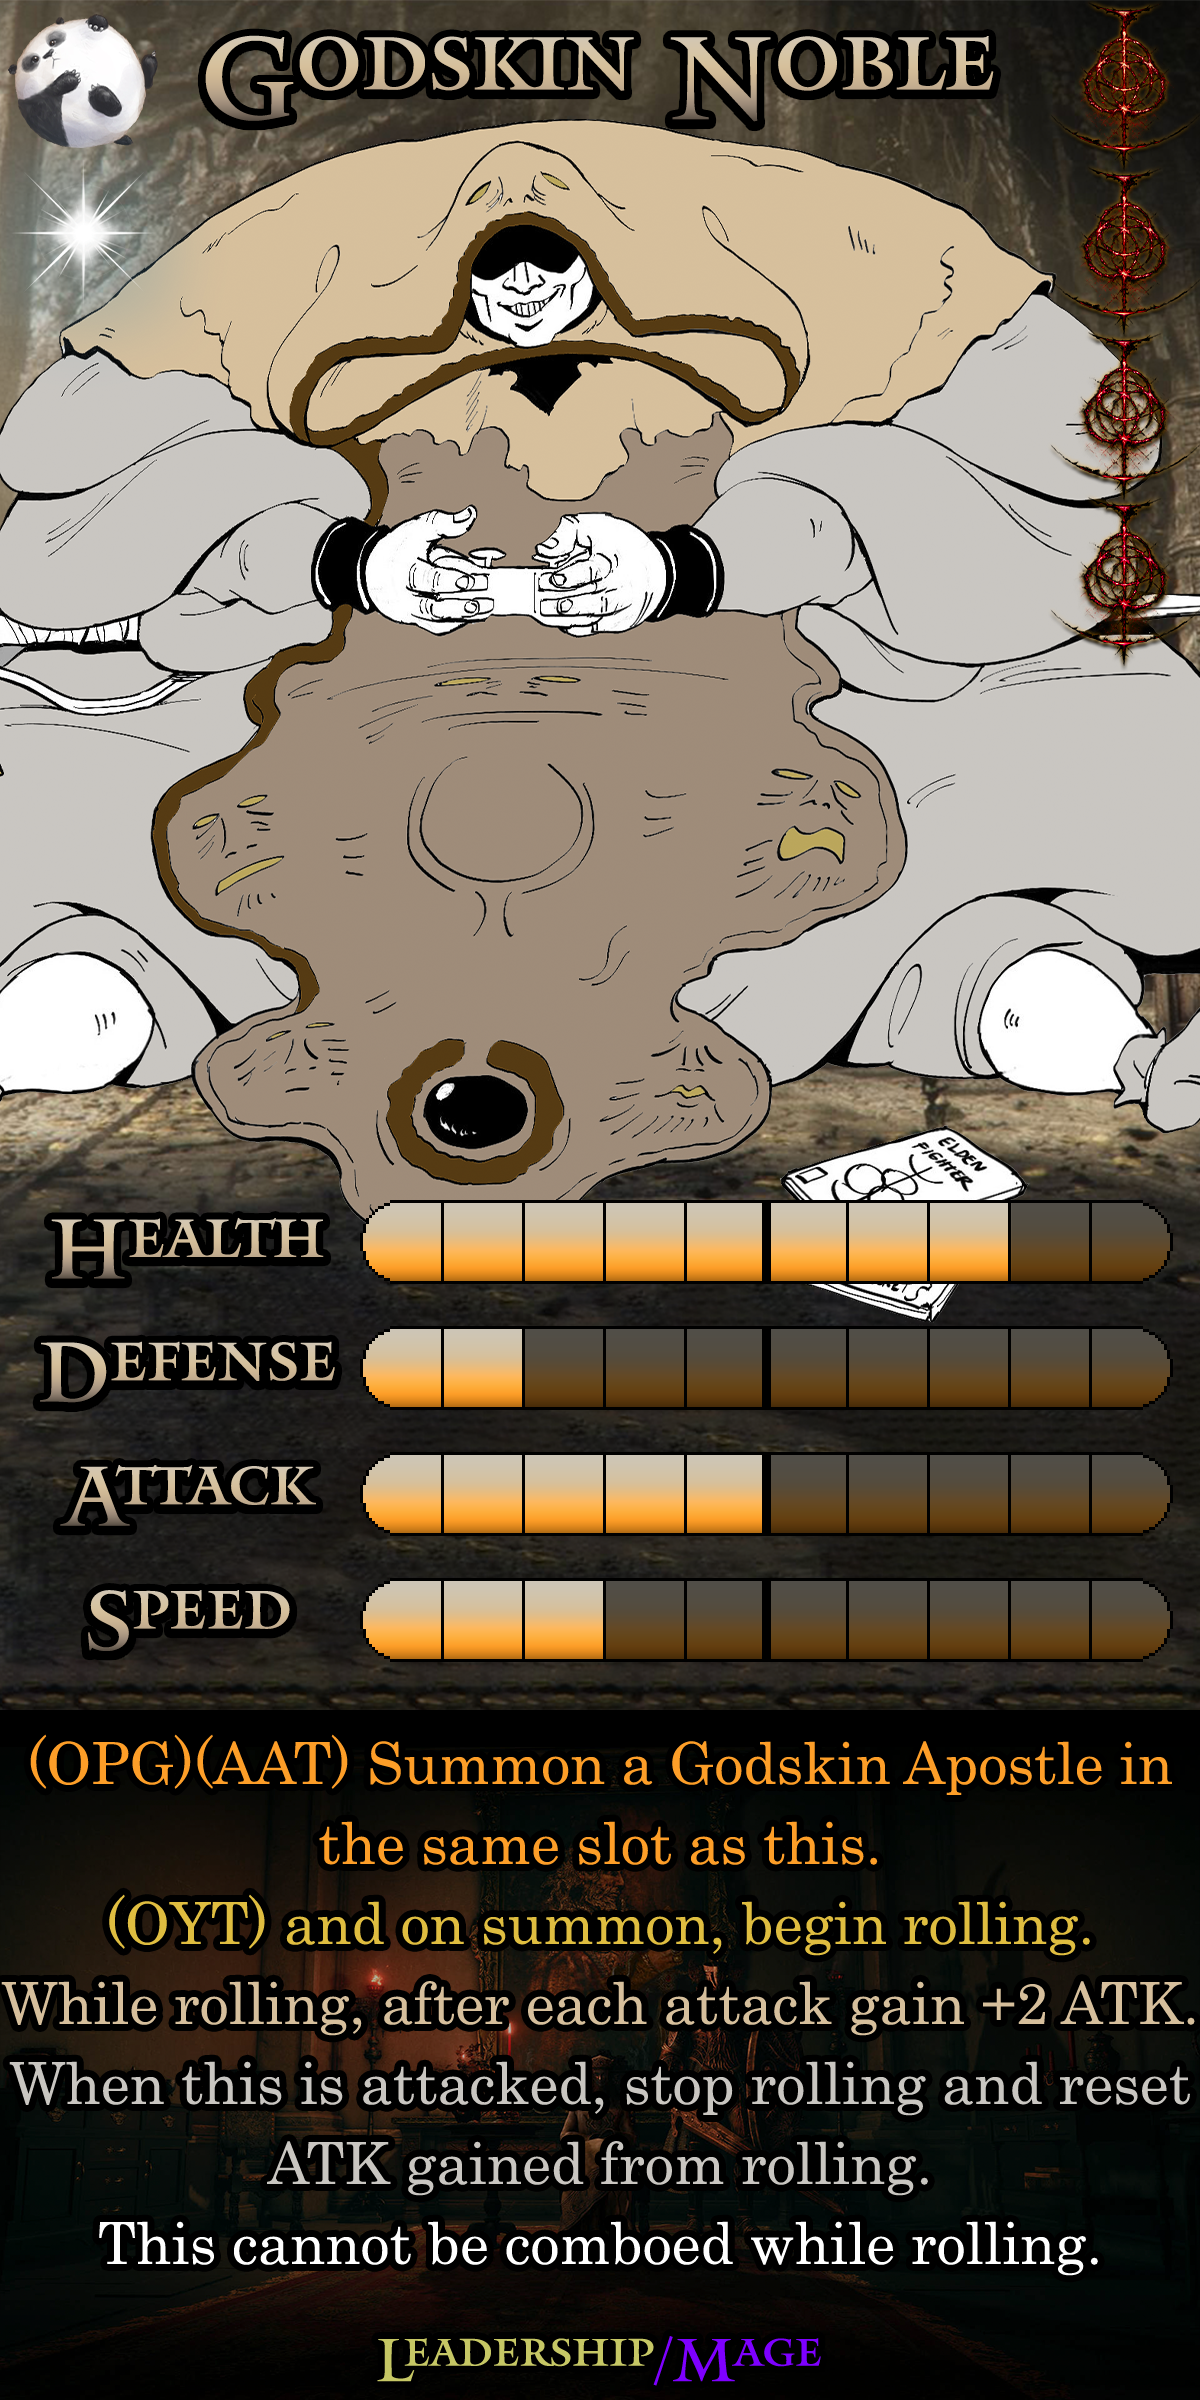 Godskin Noble
ELDEN
FIGHTER
Health
Defense
Attack
Speed
(OPG)(AAT) Summon a Godskin Apostle in
the same slot as this.
(OYT) and on summon, begin rolling.
While rolling, after each attack gain +2 ATK.
When this is attacked, stop rolling and reset
ATK gained from rolling.
This cannot be comboed while rolling.
Leadership/Mage